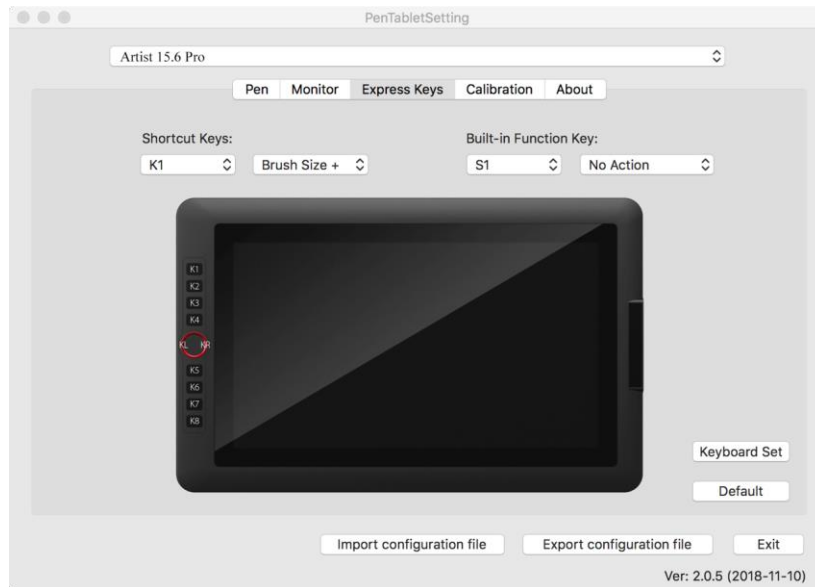 PenTabletSetting
Artist 15.6 Pro
Pen Monitor Express Keys Calibration About
Shortcut Keys: Built-in Function Key:
K1 Brush Size + S1 No Action
K1
K2
K3
K4
KL KR
K5
K6
K7
K8
Keyboard Set
Default
Import configuration file Export configuration file Exit
Ver: 2.0.5 (2018-11-10)